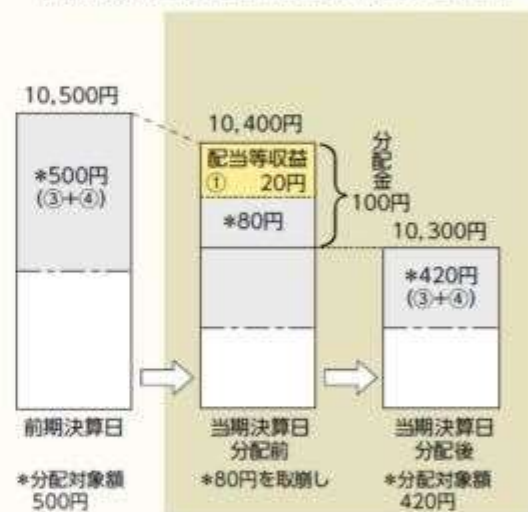 10,500円
*500円
(③+④)
前期決算日
*分配対象額
500円
10,400円
配当等収益
① 20円
*80円
分配金
100円
当期決算日
分配前
*80円を取崩し
10,300円
*420円
(③+④)
当期決算日
分配後
*分配対象額
420円